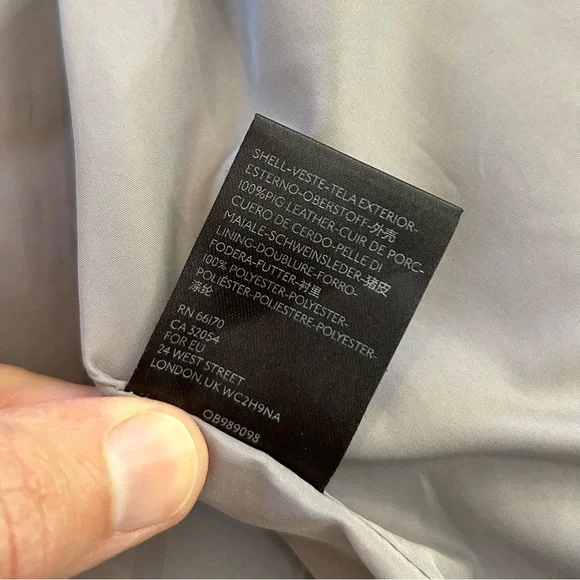 SHELL-VESTE-TELA EXTERIOR-
ESTERNO-OBERSTOFF-外壳
100%PIG LEATHER-CUIR DE PORC-
CUERO DE CERDO-PELLE DI
MAIALE-SCHWEINSLEDER-猪皮
LINING-DOUBLURE-FORRO-
FODERA-FUTTER-衬里
100% POLYESTER-POLYESTER-
POLIÉSTER-POLIESTERE-POLYESTER-
涤纶
RN 66170
CA 32054
FOR EU
24 WEST STREET
LONDON, UK WC2H9NA
OB989098